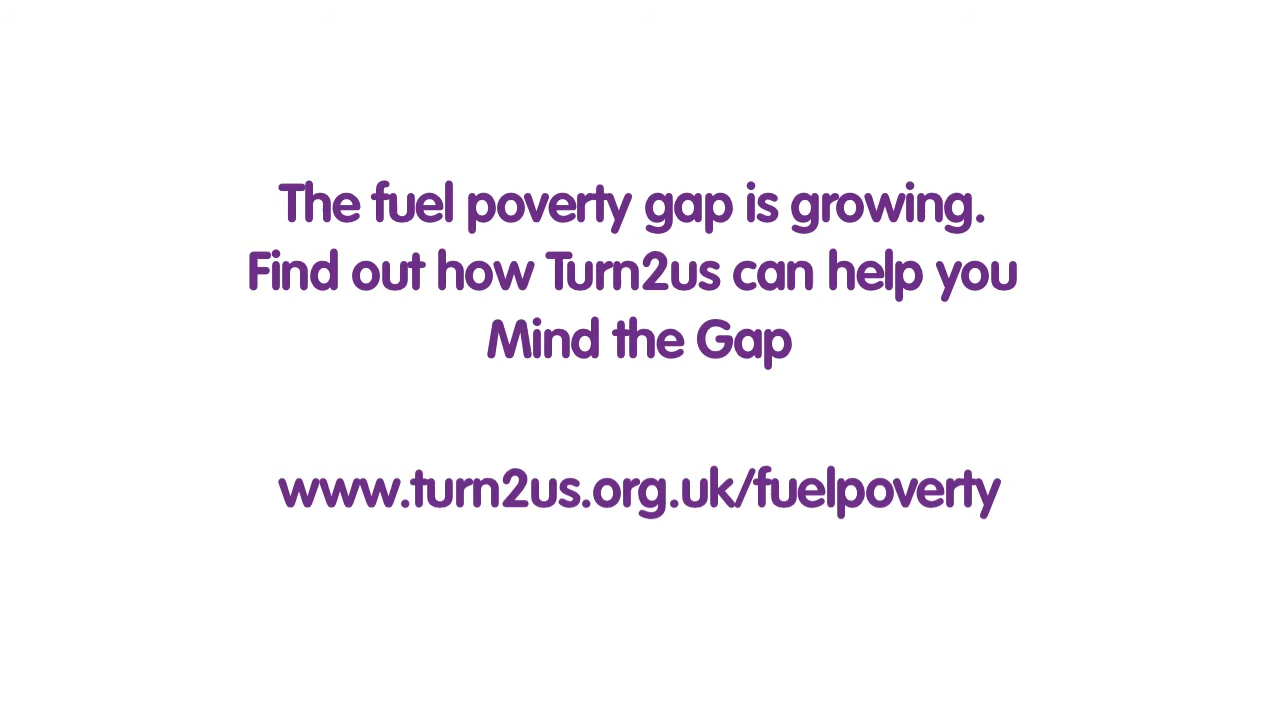 The fuel poverty gap is growing.
Find out how Turn2us can help you
Mind the Gap
www.turn2us.org.uk/fuelpoverty